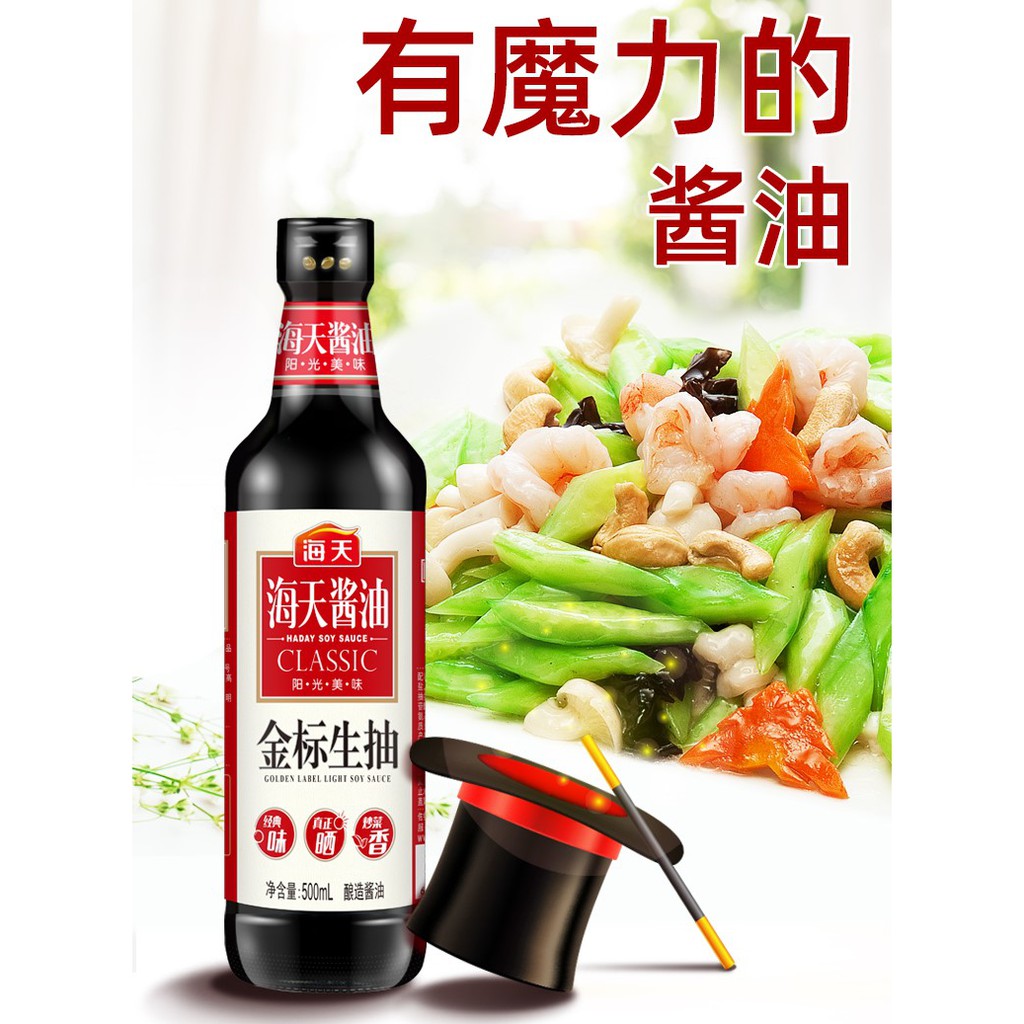 有魔力的
酱油
海天酱油
阳·光·美·味
海天
海天酱油
HADAY SOY SAUCE
CLASSIC
阳·光·美·味
金标生抽
GOLDEN LABEL LIGHT SOY SAUCE
经典
味
真正
晒
炒菜
香
净含量:500mL 酿造酱油